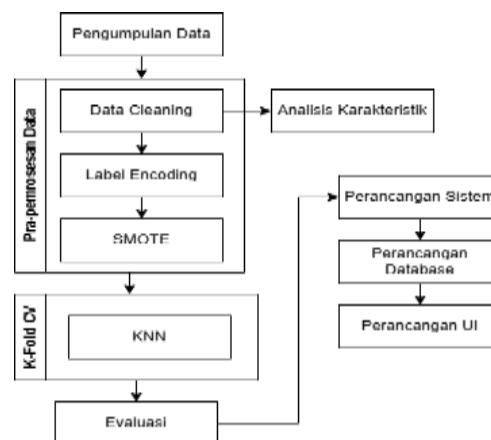 Pengumpulan Data
Pra-pemrosesan Data
Data Cleaning
Analisis Karakteristik
Label Encoding
SMOTE
K-Fold CV
KNN
Evaluasi
Perancangan Sistem
Perancangan
Database
Perancangan UI